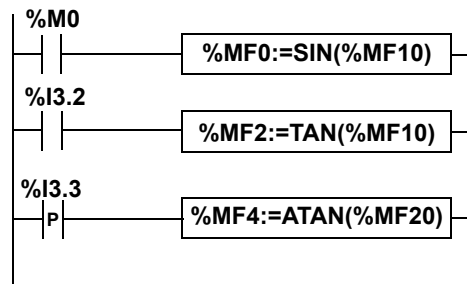 %M0
%MF0:=SIN(%MF10)
%I3.2
%MF2:=TAN(%MF10)
%I3.3
P
%MF4:=ATAN(%MF20)